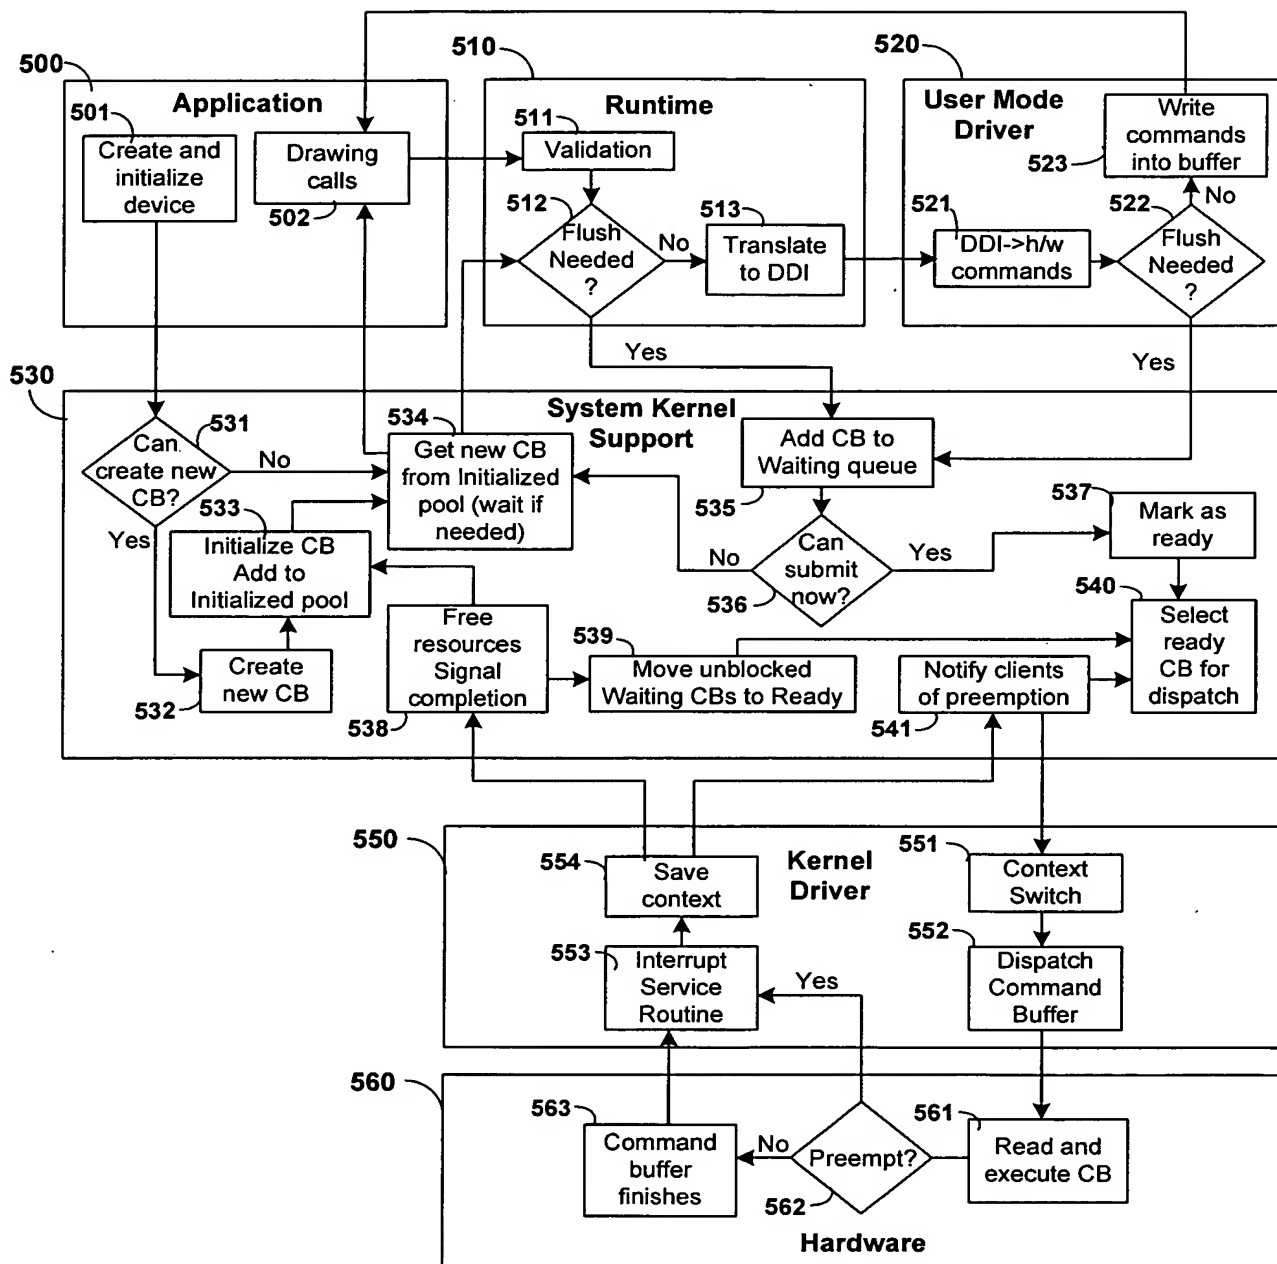 500
510
520
Application
Runtime
User Mode
Driver
501
Create and
initialize
device
Drawing
calls
502
511
Validation
512
Flush
Needed
?
No
513
Translate
to DDI
521
DDI->h/w
commands
522
Flush
Needed
?
No
Write
commands
into buffer
523
Yes
Yes
530
System Kernel
Support
531
Can
create new
CB?
No
Yes
534
Get new CB
from Initialized
pool (wait if
needed)
Add CB to
Waiting queue
535
537
Mark as
ready
533
Initialize CB
Add to
Initialized pool
No
Can
submit
now?
Yes
536
540
Select
ready
CB for
dispatch
Create
new CB
532
Free
resources
Signal
completion
538
539
Move unblocked
Waiting CBs to Ready
Notify clients
of preemption
541
550
Kernel
Driver
554
Save
context
551
Context
Switch
553
Interrupt
Service
Routine
Yes
552
Dispatch
Command
Buffer
560
563
Command
buffer
finishes
No
Preempt?
562
561
Read and
execute CB
Hardware